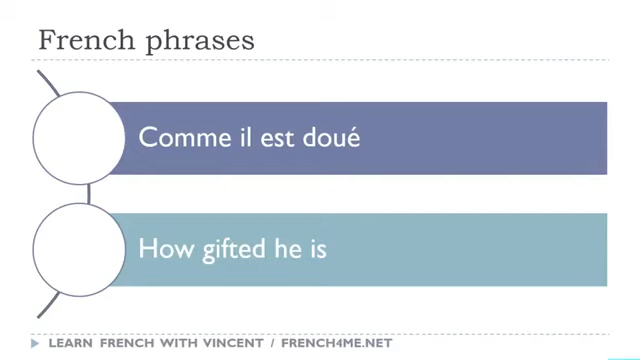 French phrases
Comme il est doué
How gifted he is
LEARN FRENCH WITH VINCENT / FRENCH4ME.NET